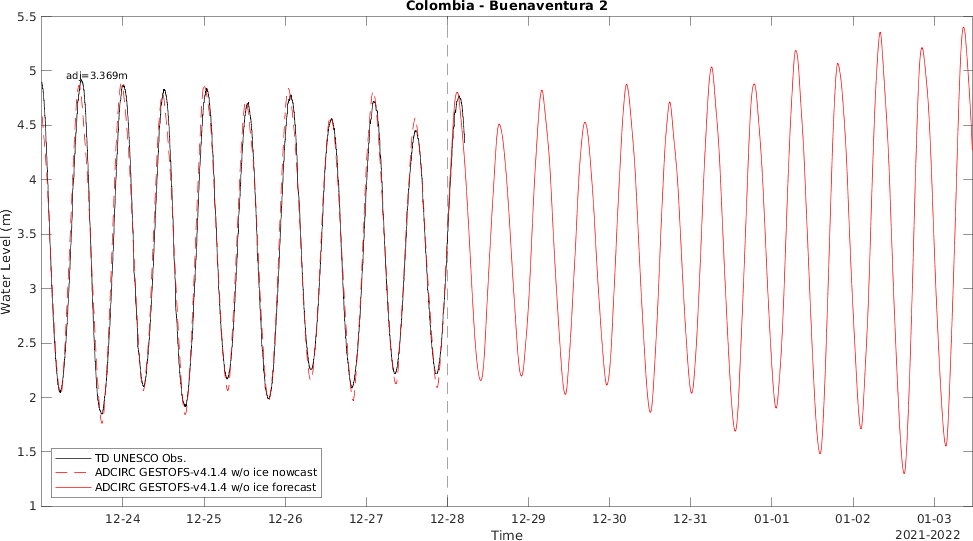 Colombia - Buenaventura 2
5.5
5
4.5
4
3.5
3
2.5
2
1.5
1
Water Level (m)
adj=3.369m
TD UNESCO Obs.
ADCIRC GESTOFS-v4.1.4 w/o ice nowcast
ADCIRC GESTOFS-v4.1.4 w/o ice forecast
12-24 12-25 12-26 12-27 12-28 12-29 12-30 12-31 01-01 01-02 01-03
Time
2021-2022